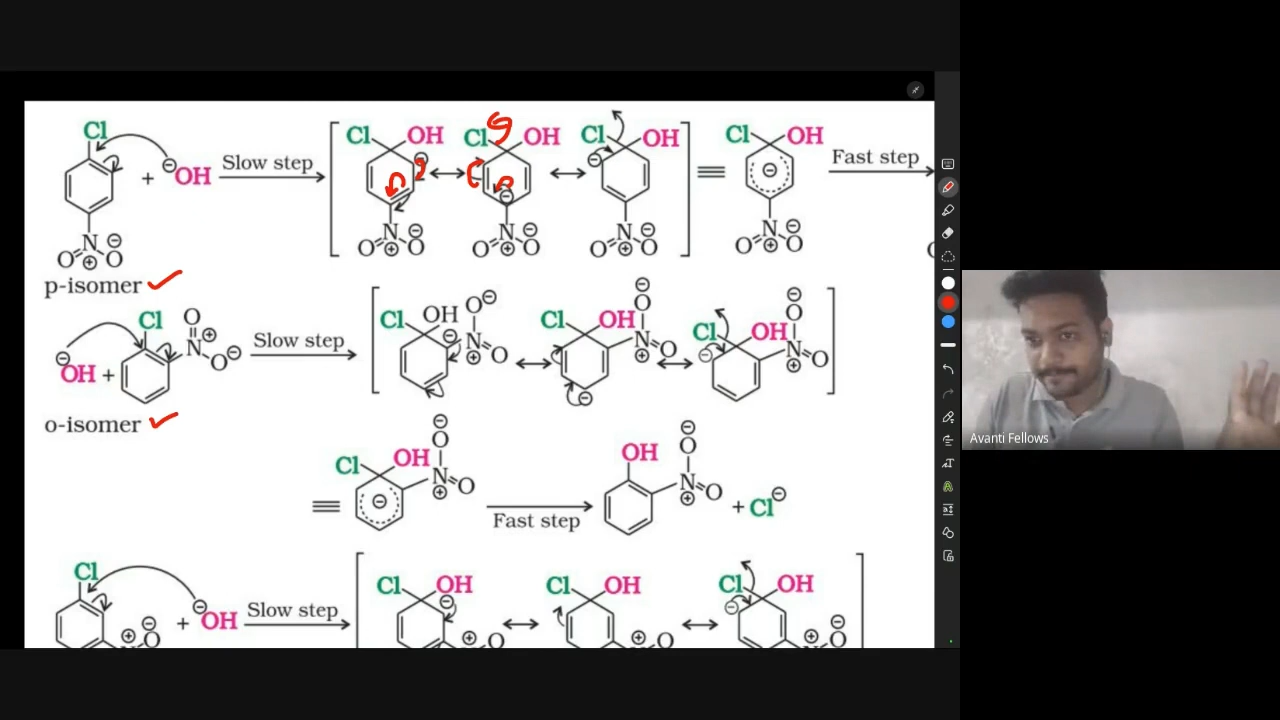 Cl
+ ⊖OH Slow step
Cl OH Cl OH Cl OH Cl OH
Fast step
N ⊖ O ⊕ O
N ⊖ O ⊕ O
N ⊖ O ⊕ O
N ⊖ O ⊕ O
N ⊖ O ⊕ O
p-isomer
Cl O N ⊕ O⊖
⊖OH +
Slow step
Cl OH O⊖ N ⊕ O
Cl OH ⊖ O N ⊕ O
Cl OH ⊖ O N ⊕ O
o-isomer
Cl OH ⊖ O N ⊕ O
Fast step
OH ⊖ O N ⊕ O
+ Cl⊖
Cl
+ ⊖OH Slow step
Cl OH Cl OH Cl OH
⊕ O ⊕ O ⊕ O ⊖
Avanti Fellows